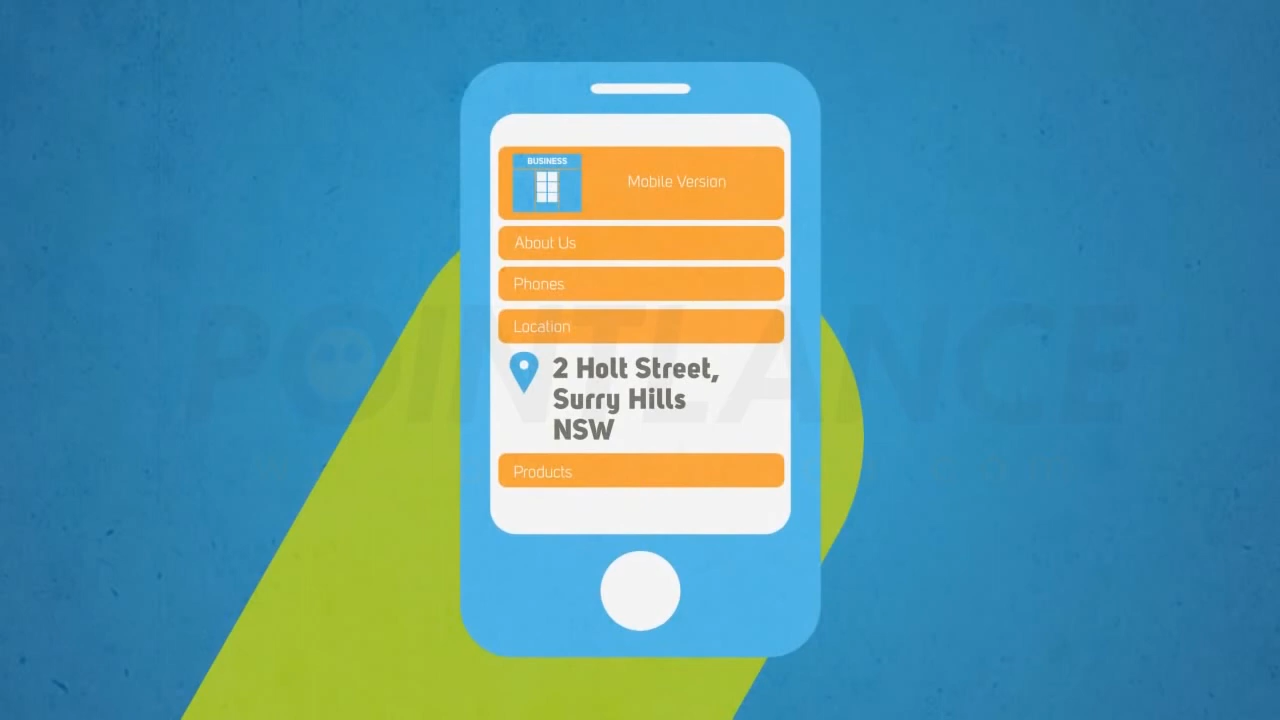 BUSINESS
Mobile Version
About Us
Phones
Location
2 Holt Street,
Surry Hills
NSW
Products
POINTLANCE